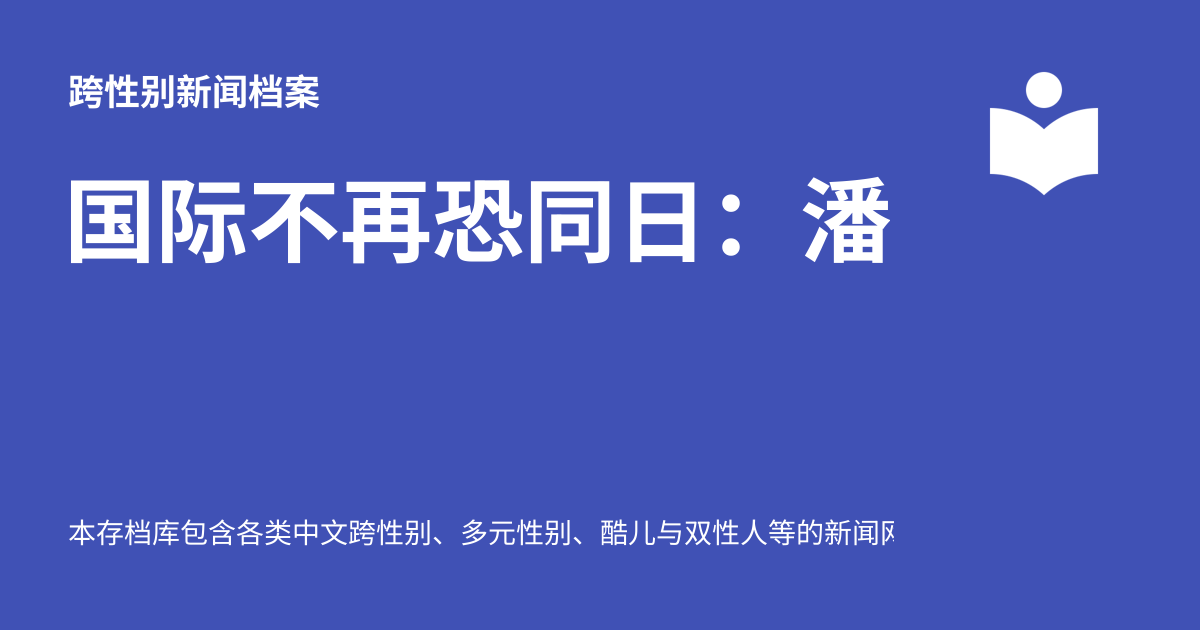 跨性别新闻档案
国际不再恐同日：潘
本存档库包含各类中文跨性别、多元性别、酷儿与双性人等的新闻